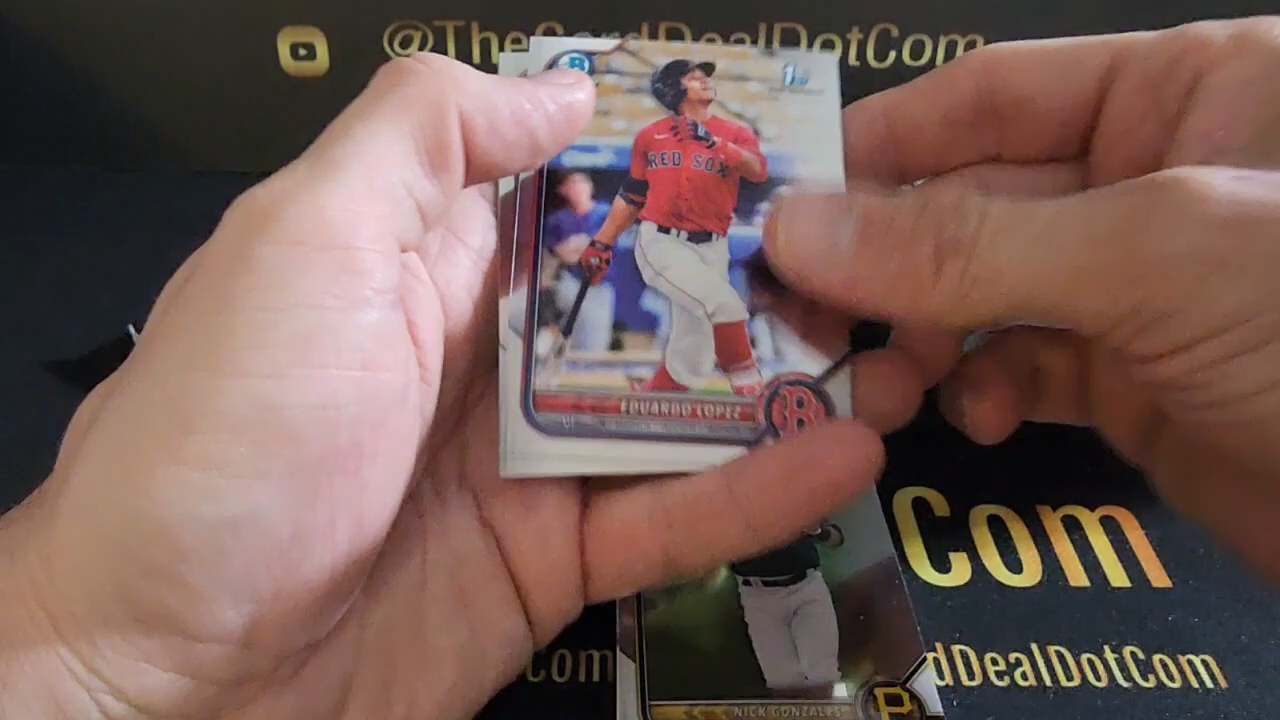 @TheCardDealDotCom
B
1ST
RED SOX
EDUARDO LOPEZ
B
Com
.com
dDealDotCom
NICK GONZALES
P